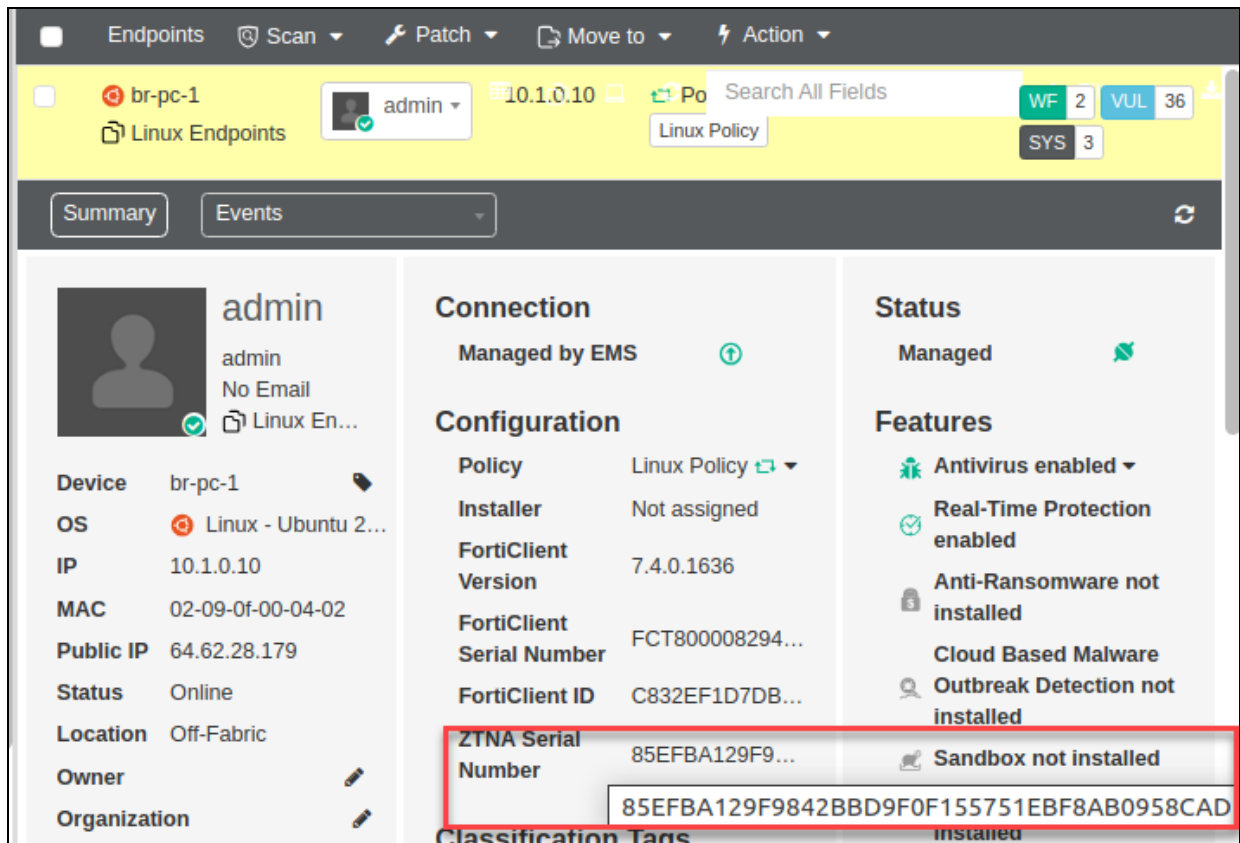 Endpoints Scan Patch Move to Action
br-pc-1
Linux Endpoints
admin
10.1.0.10
Po
Linux Policy
Search All Fields
WF 2 VUL 36
SYS 3
Summary Events
admin
admin
No Email
Linux En...
Device br-pc-1
OS Linux - Ubuntu 2...
IP 10.1.0.10
MAC 02-09-0f-00-04-02
Public IP 64.62.28.179
Status Online
Location Off-Fabric
Owner
Organization
Connection
Managed by EMS
Configuration
Policy Linux Policy
Installer Not assigned
FortiClient
Version
7.4.0.1636
FortiClient
Serial Number
FCT800008294...
FortiClient ID C832EF1D7DB...
ZTNA Serial
Number
85EFBA129F9...
85EFBA129F9842BBD9F0F155751EBF8AB0958CAD
Classification Tags
Status
Managed
Features
Antivirus enabled
Real-Time Protection
enabled
Anti-Ransomware not
installed
Cloud Based Malware
Outbreak Detection not
installed
Sandbox not installed
installed